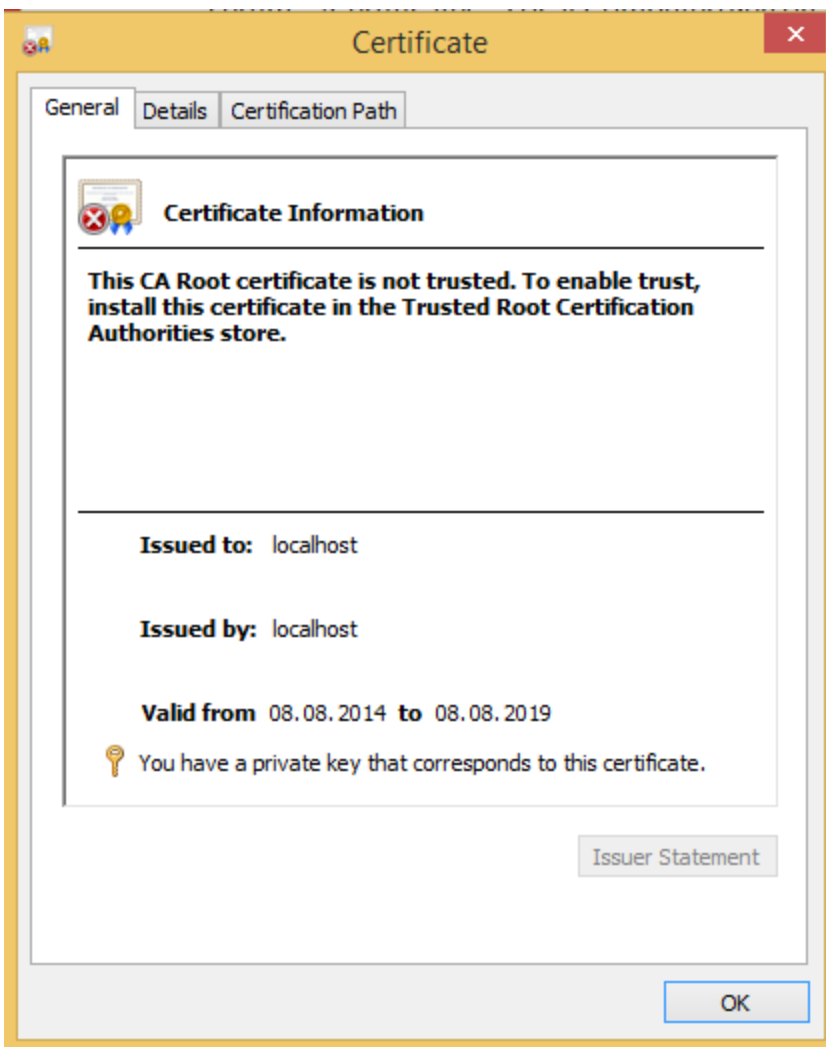 Certificate
General Details Certification Path
Certificate Information
This CA Root certificate is not trusted. To enable trust,
install this certificate in the Trusted Root Certification
Authorities store.
Issued to: localhost
Issued by: localhost
Valid from 08.08.2014 to 08.08.2019
You have a private key that corresponds to this certificate.
Issuer Statement
OK